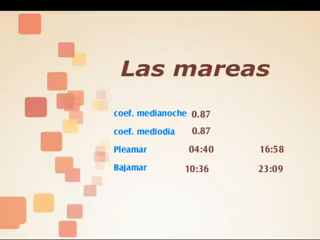 Las mareas
coef. medianoche 0.87
coef. mediodía 0.87
Pleamar 04:40 16:58
Bajamar 10:36 23:09